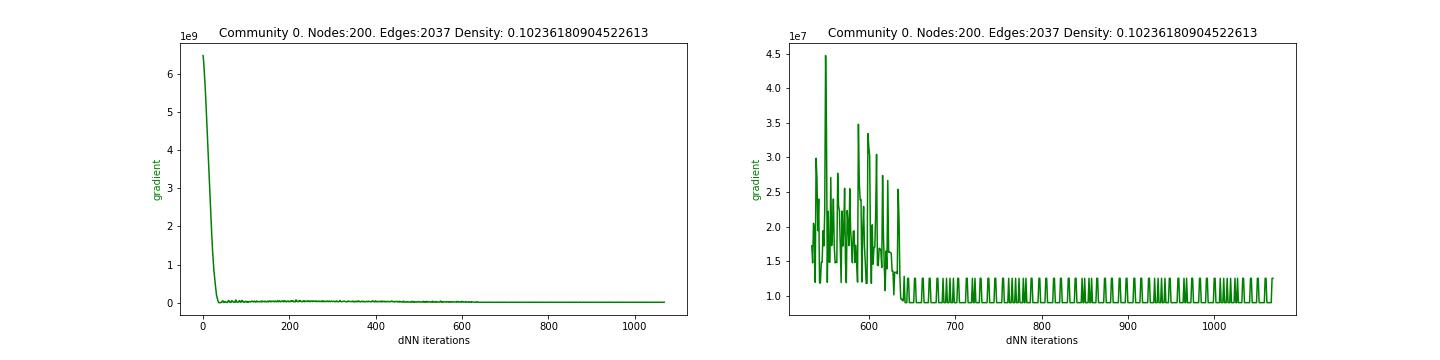 Community 0. Nodes:200. Edges:2037 Density: 0.10236180904522613
1e9
6
5
4
3
2
1
0
gradient
0 200 400 600 800 1000
dNN iterations
Community 0. Nodes:200. Edges:2037 Density: 0.10236180904522613
1e7
4.5
4.0
3.5
3.0
2.5
2.0
1.5
1.0
gradient
600 700 800 900 1000
dNN iterations